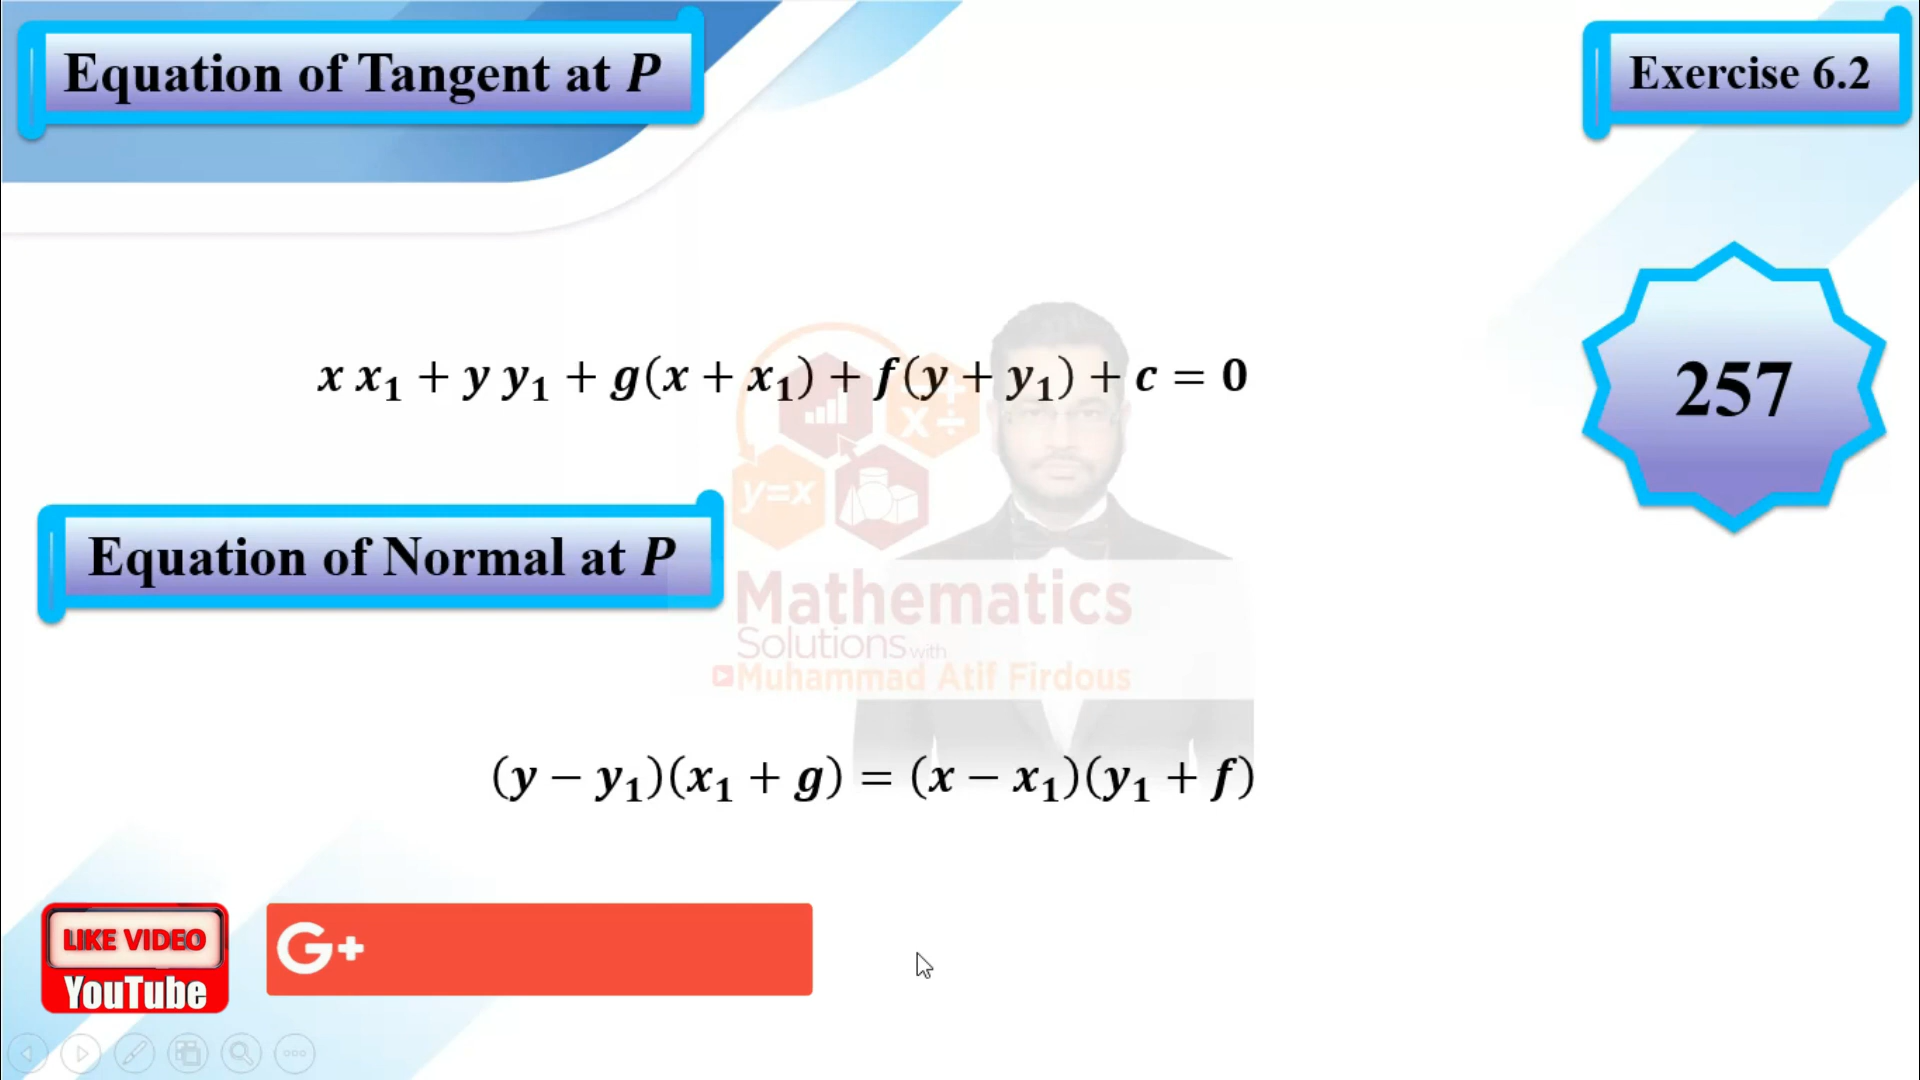 Equation of Tangent at P
Exercise 6.2
x x₁ + y y₁ + g(x + x₁) + f(y + y₁) + c = 0
257
x ÷
y=x
Equation of Normal at P
Mathematics
Solutions with
Muhammad Atif Firdous
(y − y₁)(x₁ + g) = (x − x₁)(y₁ + f)
LIKE VIDEO
YouTube
G+